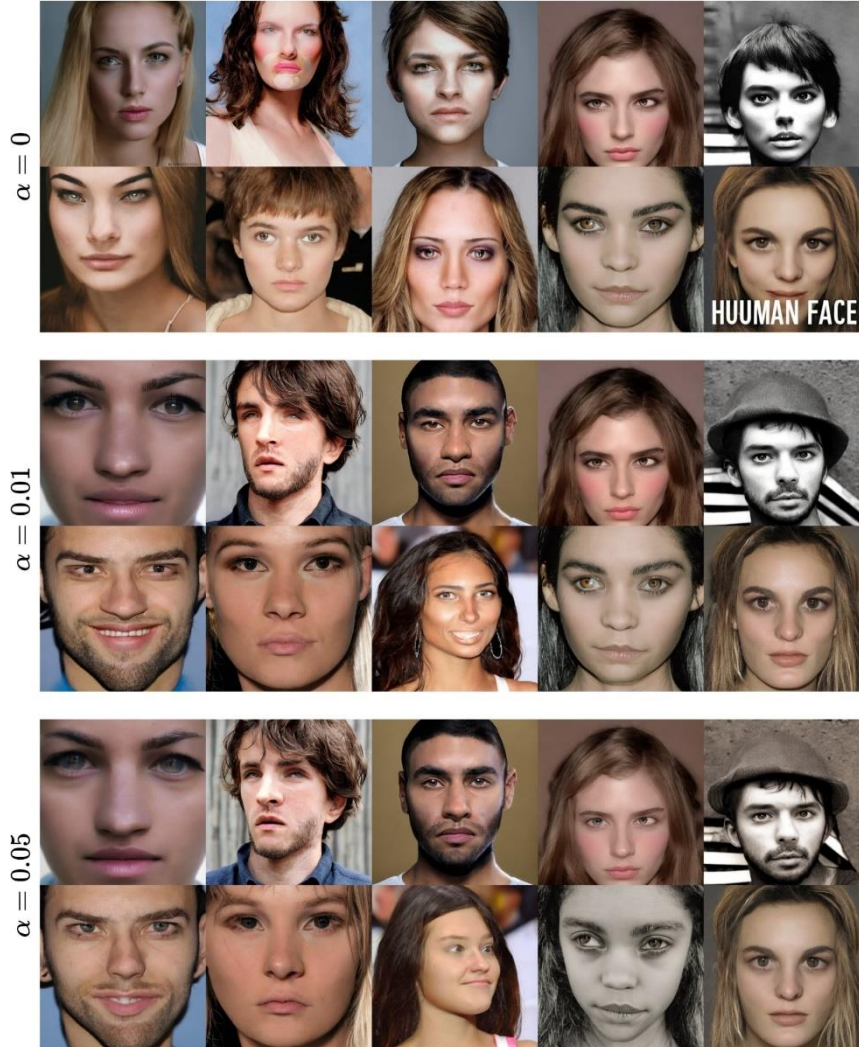 α = 0
HUUMAN FACE
α = 0.01
α = 0.05